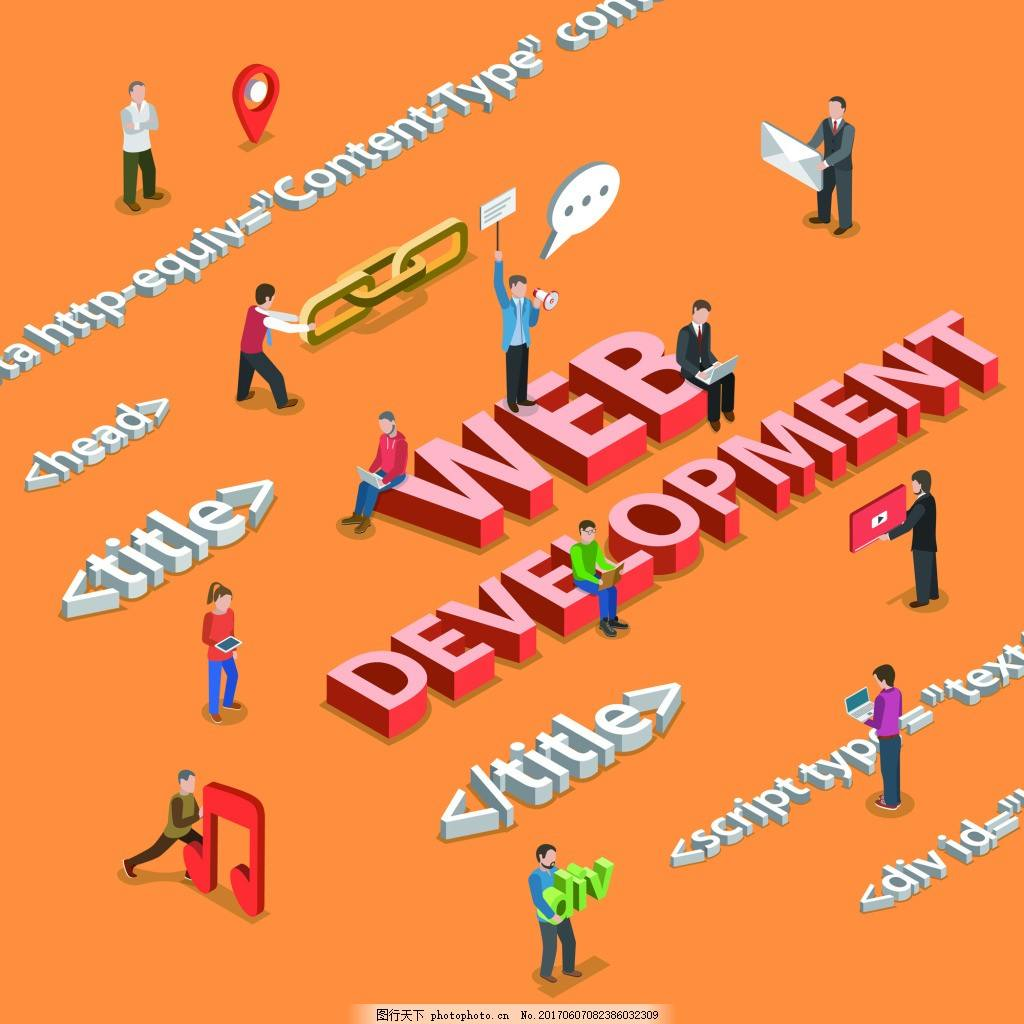 ta http-equiv="Content-Type" con
<head>
<title>
WEB
DEVELOPMENT
</title>
<script type="text
<div id="
div
图行天下 photophoto.cn No.20170607082386032309